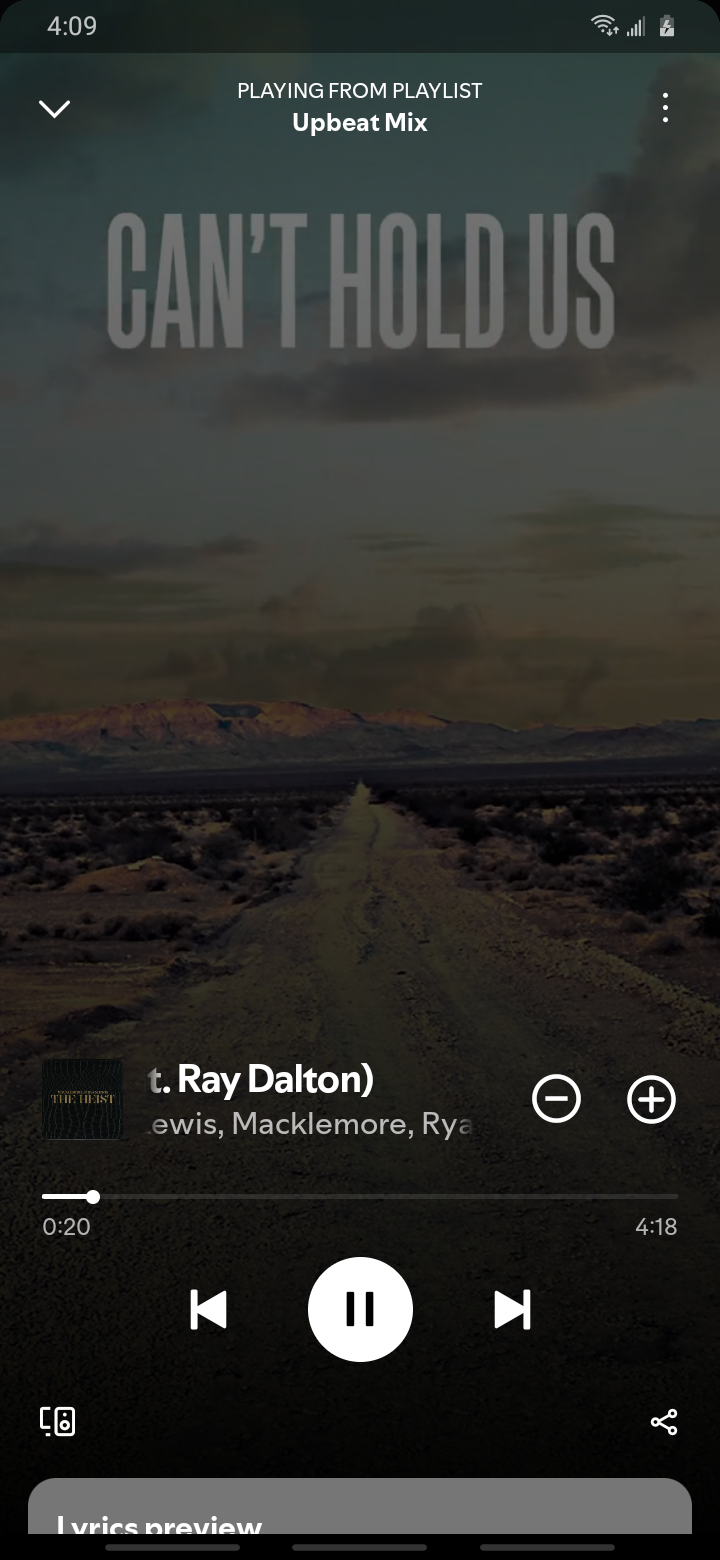 4:09
PLAYING FROM PLAYLIST
Upbeat Mix
CAN'T HOLD US
THE HEIST
t. Ray Dalton)
ewis, Macklemore, Rya
0:20
4:18
Lyrics preview